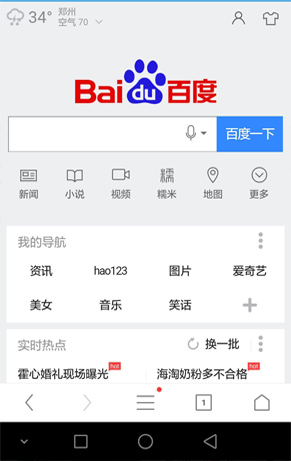 34° 郑州
空气 70
Bai du 百度
百度一下
新闻 小说 视频 糯米 地图 更多
糯米
我的导航
资讯 hao123 图片 爱奇艺
美女 音乐 笑话
实时热点 换一批
霍心婚礼现场曝光 hot 海淘奶粉多不合格 hot
1